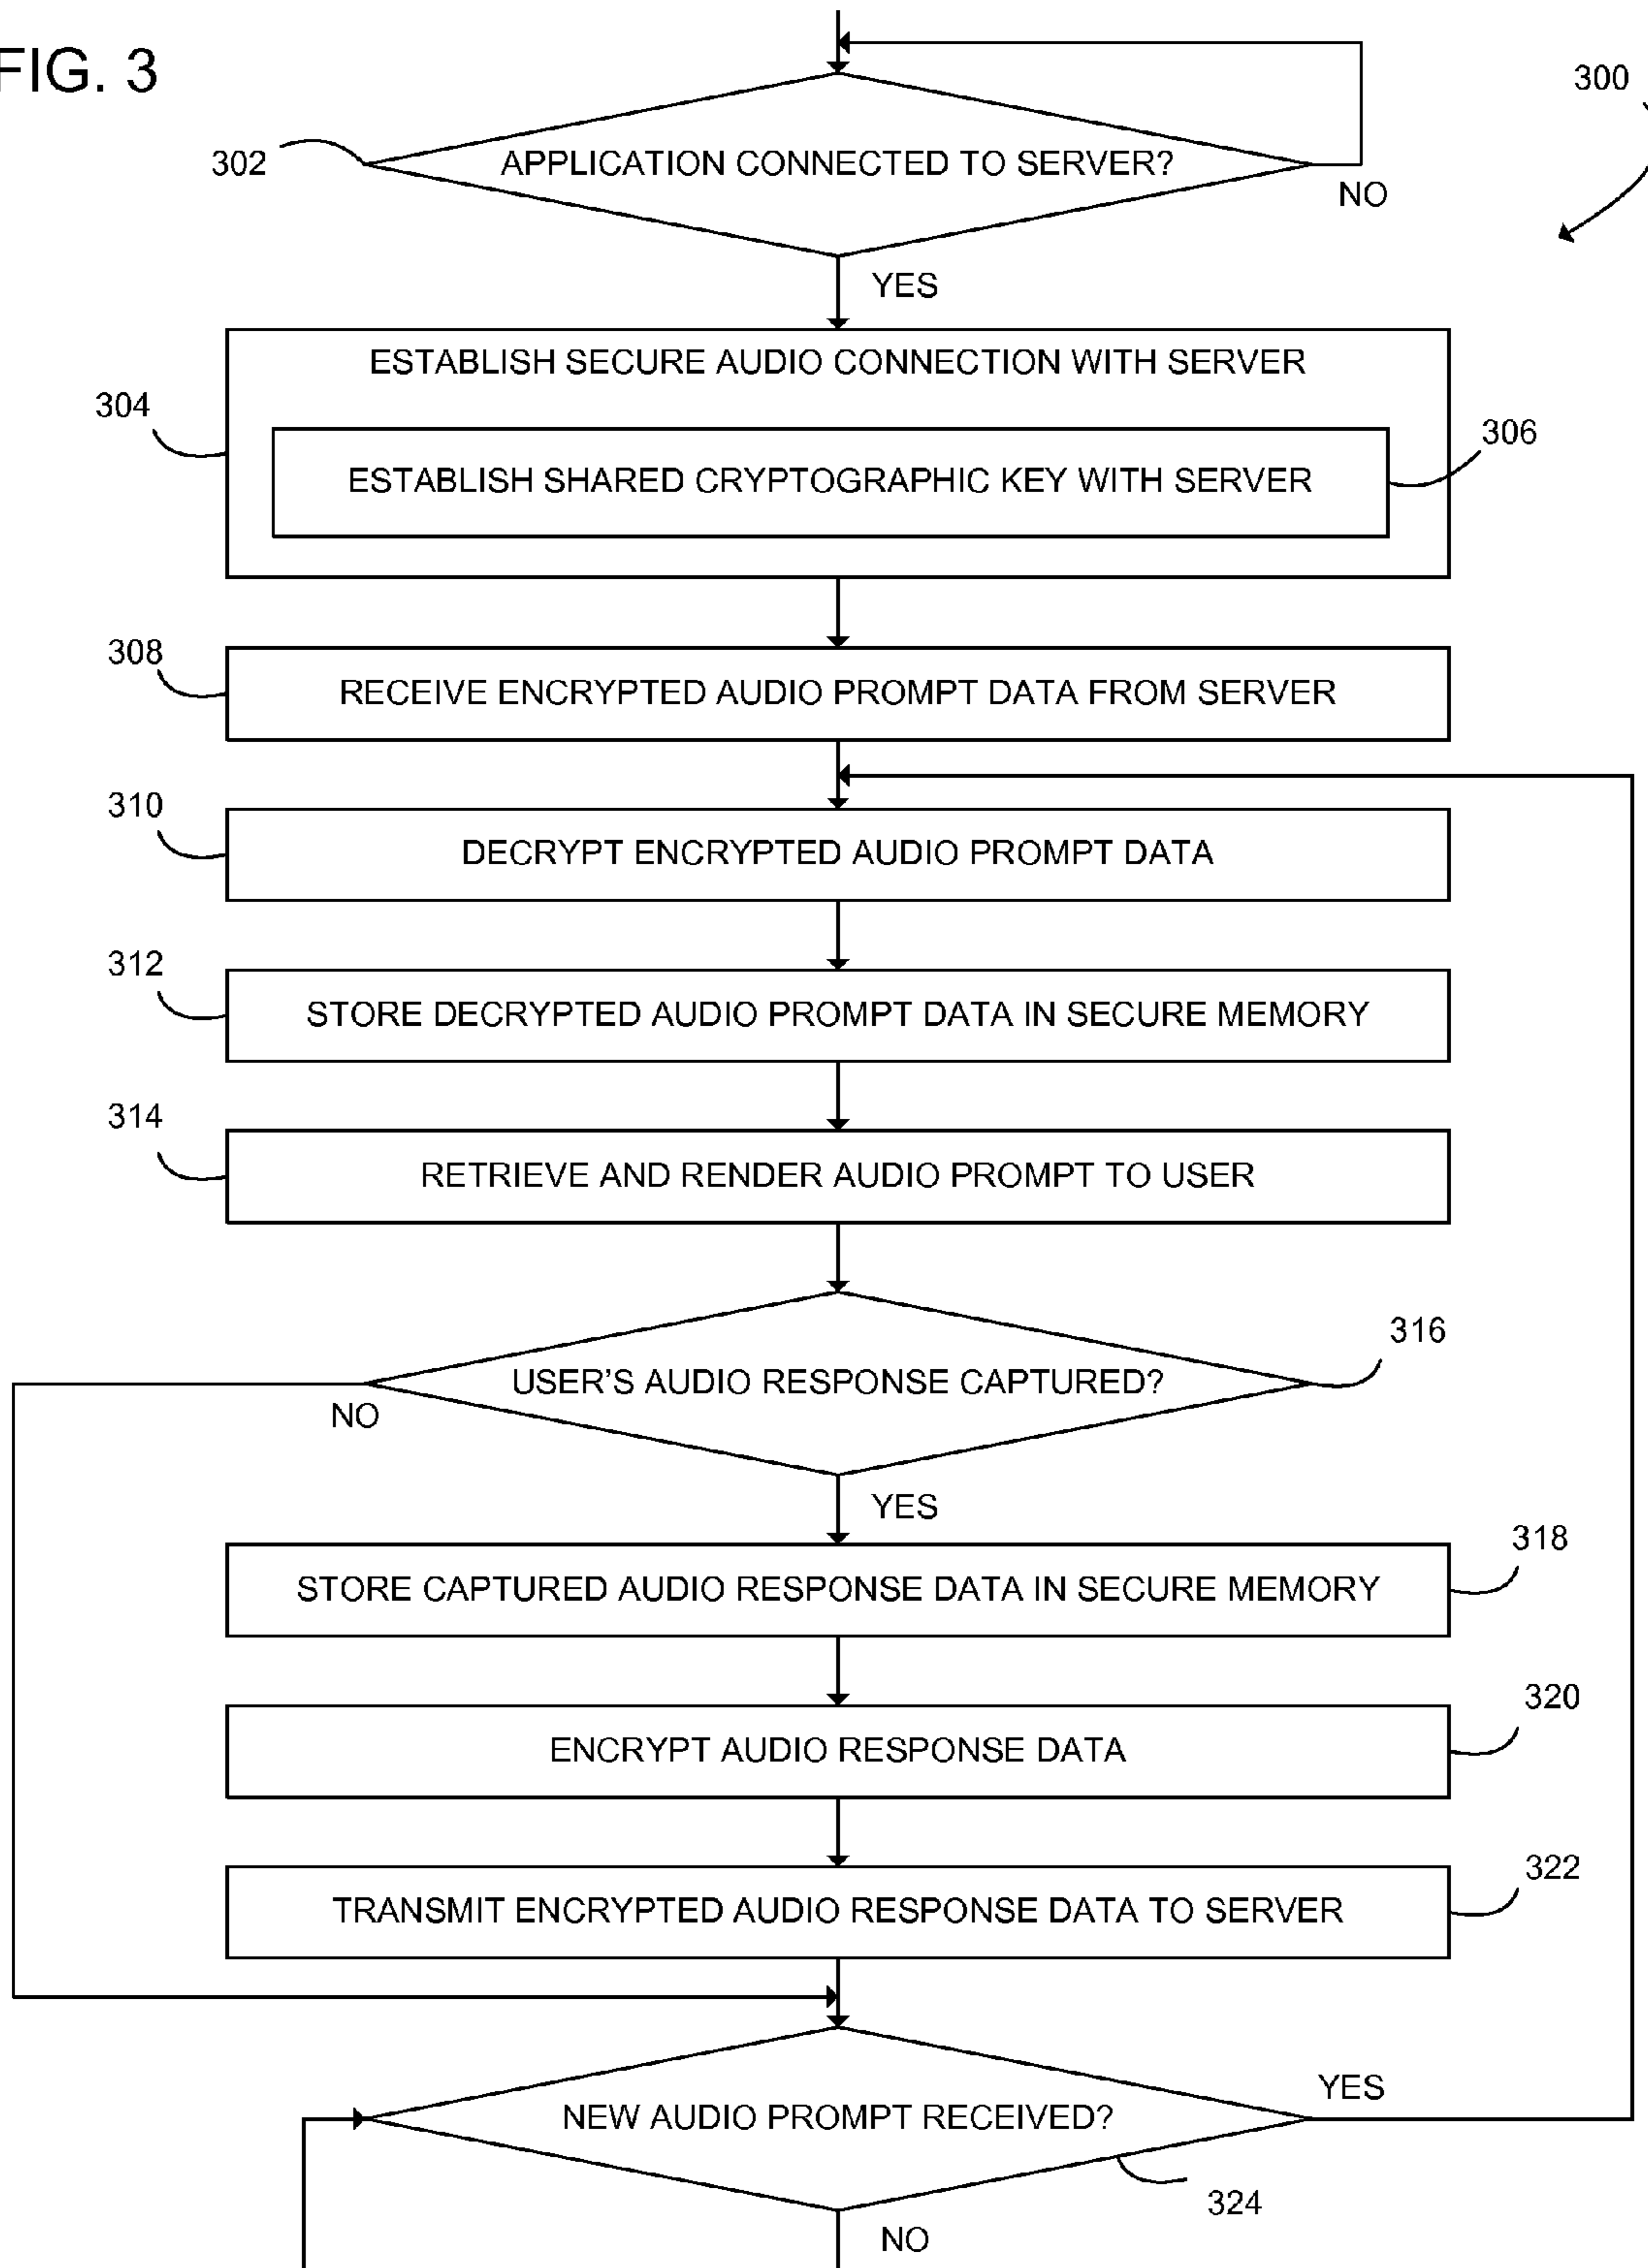 FIG. 3
300
302
APPLICATION CONNECTED TO SERVER?
NO
YES
ESTABLISH SECURE AUDIO CONNECTION WITH SERVER
304
306
ESTABLISH SHARED CRYPTOGRAPHIC KEY WITH SERVER
308
RECEIVE ENCRYPTED AUDIO PROMPT DATA FROM SERVER
310
DECRYPT ENCRYPTED AUDIO PROMPT DATA
312
STORE DECRYPTED AUDIO PROMPT DATA IN SECURE MEMORY
314
RETRIEVE AND RENDER AUDIO PROMPT TO USER
316
USER'S AUDIO RESPONSE CAPTURED?
NO
YES
318
STORE CAPTURED AUDIO RESPONSE DATA IN SECURE MEMORY
320
ENCRYPT AUDIO RESPONSE DATA
322
TRANSMIT ENCRYPTED AUDIO RESPONSE DATA TO SERVER
YES
NEW AUDIO PROMPT RECEIVED?
324
NO